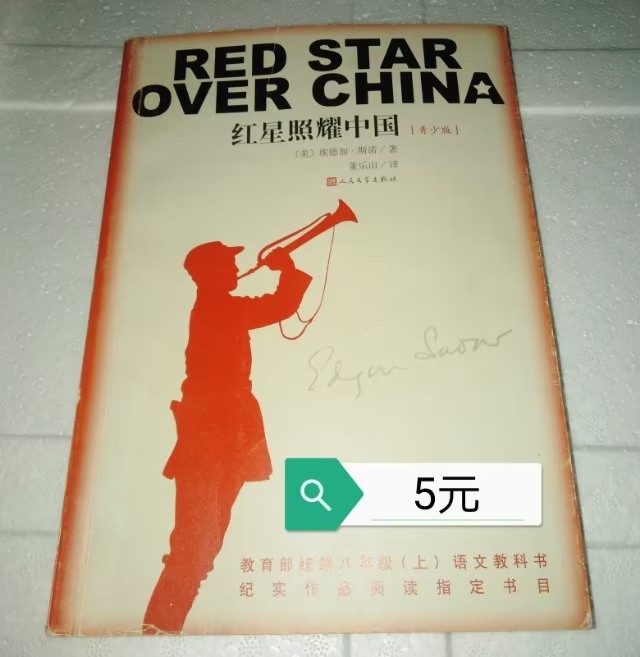 RED STAR
OVER CHINA
红星照耀中国 [青少版]
〔美〕埃德加·斯诺/著
董乐山/译
人民文学出版社
Edgar Snow
5元
教育部统编八年级(上)语文教科书
纪实作品阅读指定书目